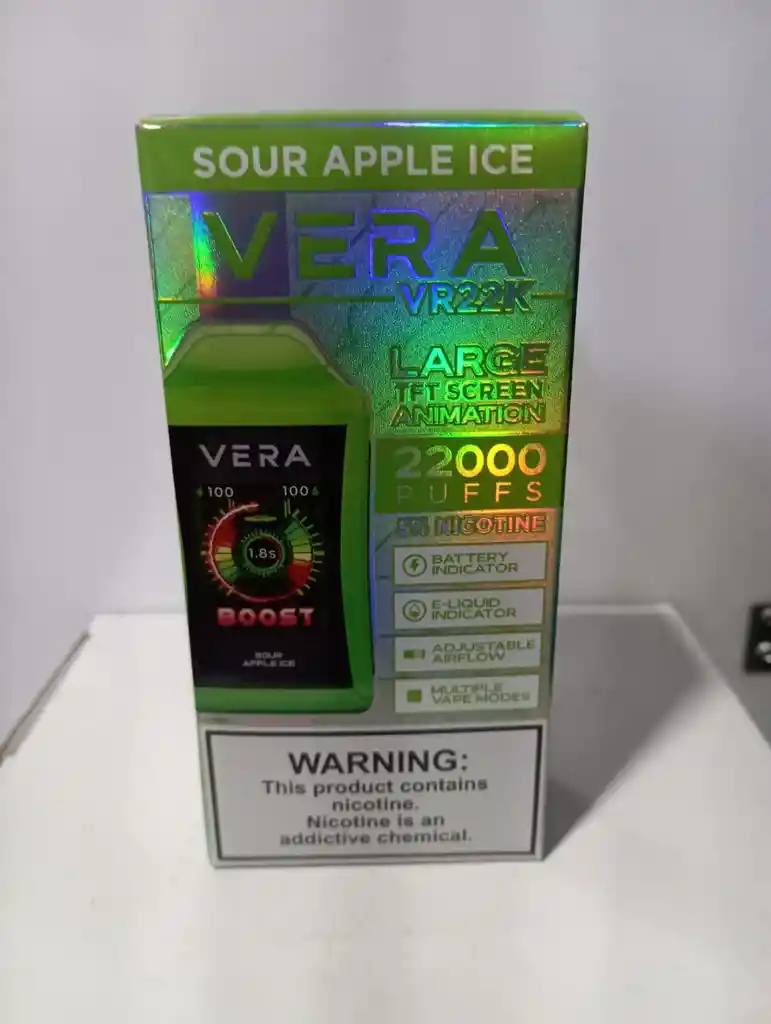 SOUR APPLE ICE
VERA
VR22K
LARGE
TFT SCREEN
ANIMATION
22000
PUFFS
5% NICOTINE
BATTERY
INDICATOR
E-LIQUID
INDICATOR
ADJUSTABLE
AIRFLOW
MULTIPLE
VAPE MODES
VERA
100 100
1.8s
BOOST
SOUR
APPLE ICE
WARNING:
This product contains
nicotine.
Nicotine is an
addictive chemical.